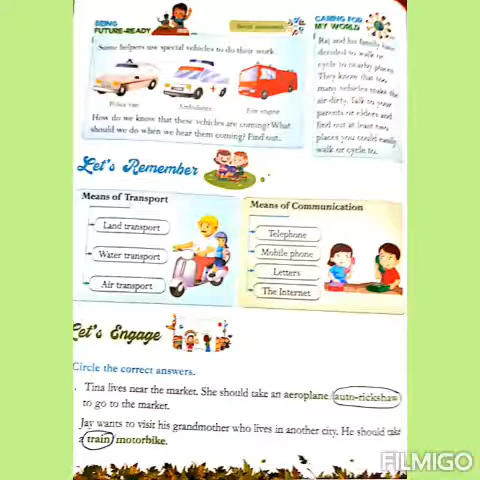 BEING
FUTURE-READY
Some helpers use special vehicles to do their work.
Police van
Ambulance
Fire engine
How do we know that these vehicles are coming? What
should we do when we hear them coming? Find out.
CARING FOR
MY WORLD
Raj and his family have
decided to walk or
cycle to nearby places.
They know that too
many vehicles make the
air dirty. Talk to your
parents or elders and
find out at least two
places you could easily
walk or cycle to.
Let's Remember
Means of Transport
Land transport
Water transport
Air transport
Means of Communication
Telephone
Mobile phone
Letters
The Internet
Let's Engage
Circle the correct answers.
Tina lives near the market. She should take an aeroplane/auto-rickshaw
to go to the market.
Jay wants to visit his grandmother who lives in another city. He should take
a train/motorbike.
FILMIGO